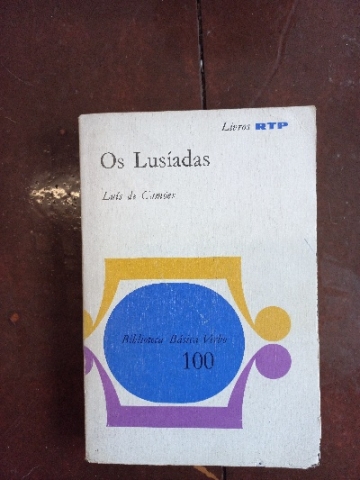 Livros RTP
Os Lusíadas
Luís de Camões
Biblioteca Básica Verbo
100